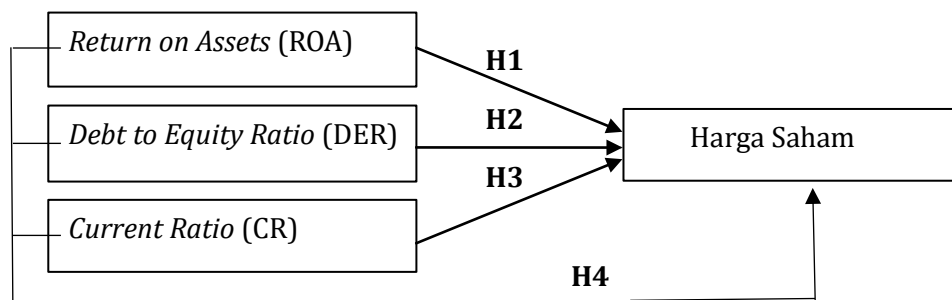 Return on Assets (ROA)
H1
Debt to Equity Ratio (DER)
H2
Harga Saham
H3
Current Ratio (CR)
H4